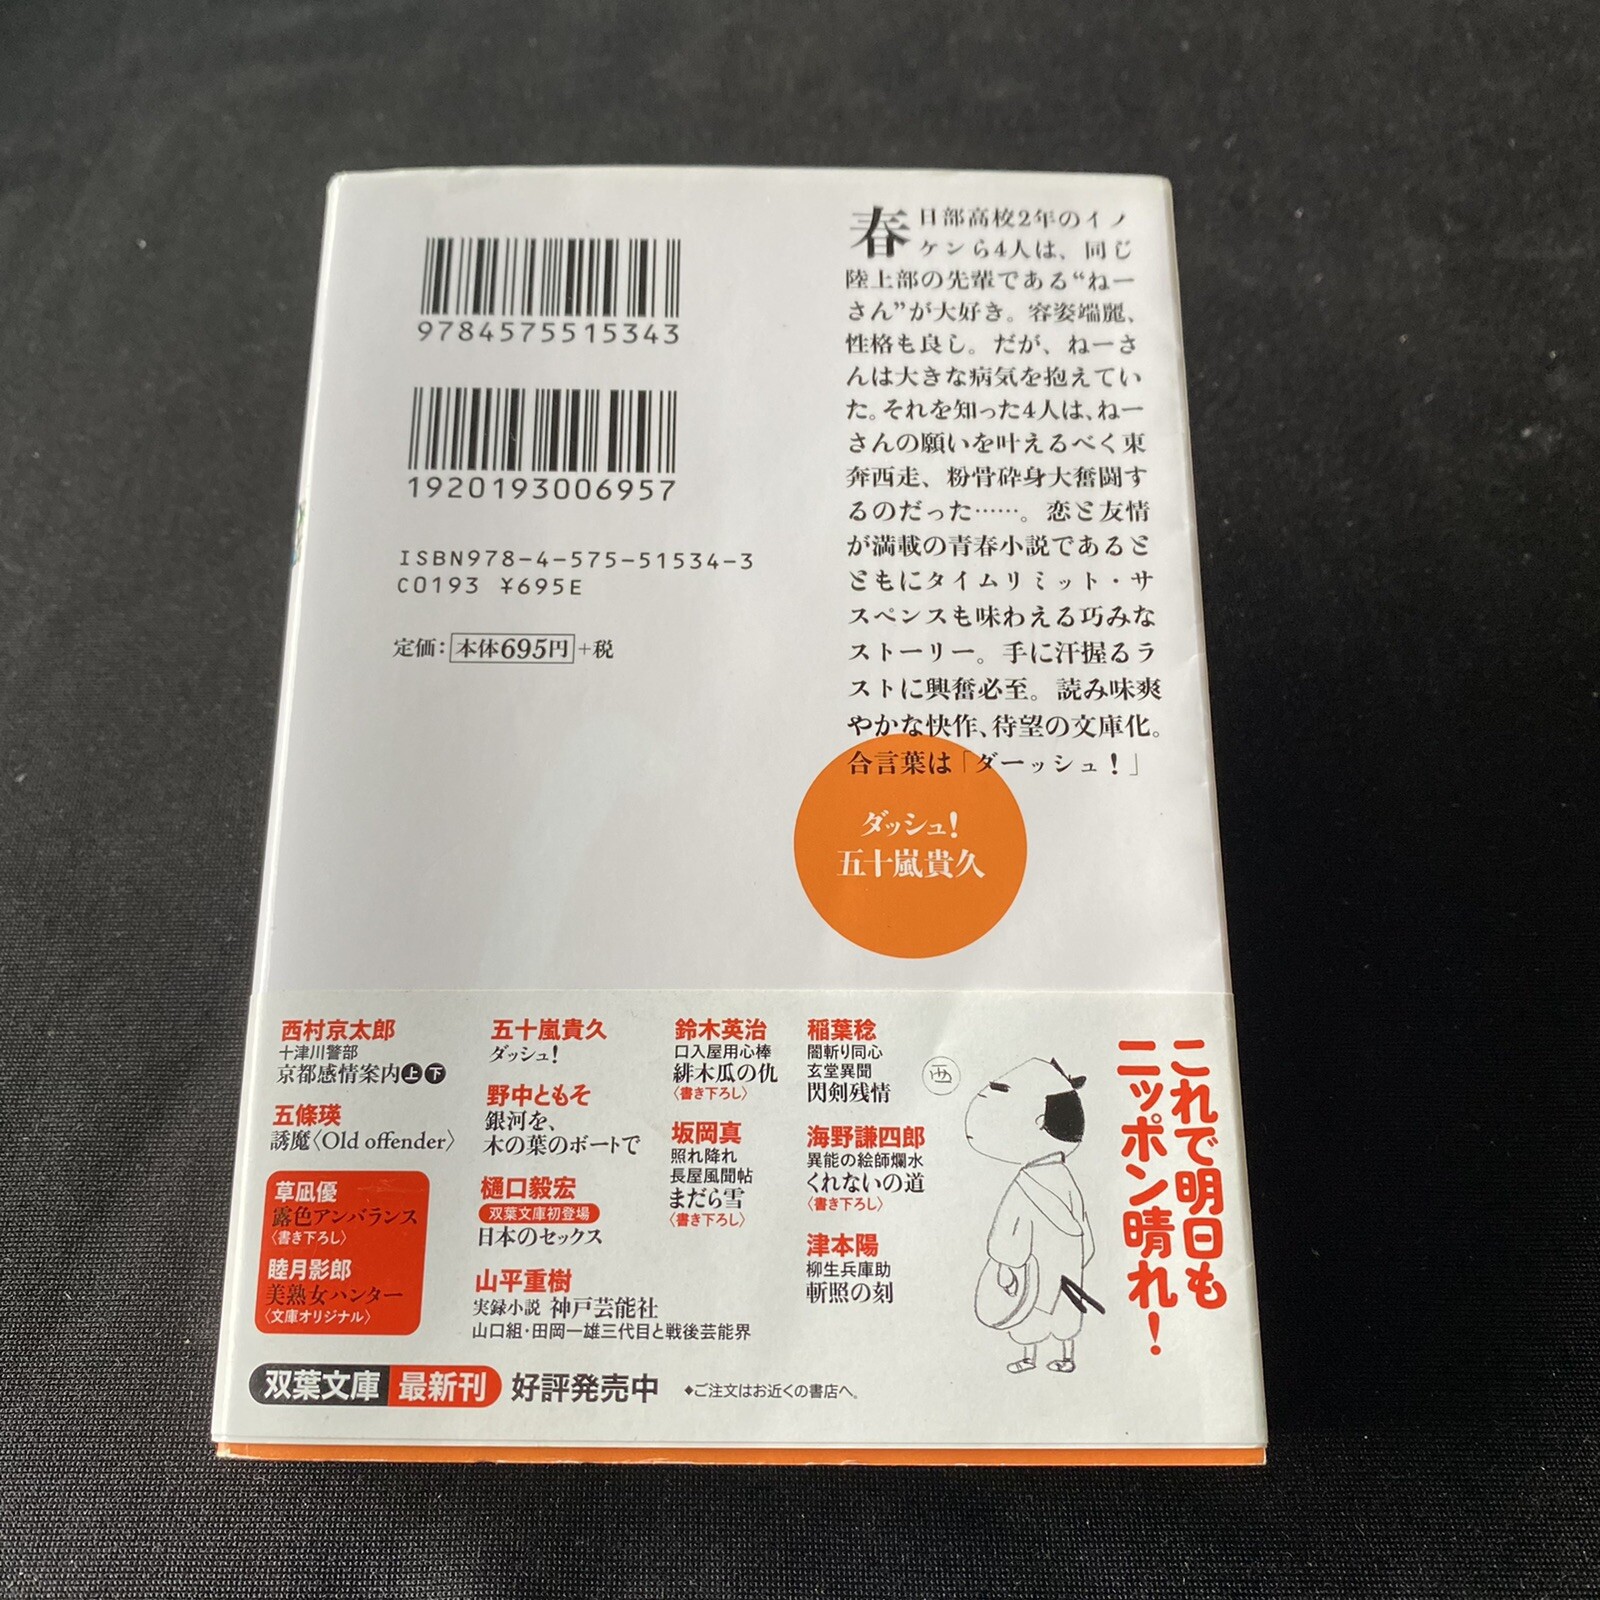 9784575515343
1920193006957
ISBN978-4-575-51534-3
C0193 ¥695E
定価:本体695円+税
春日部高校2年のイノ
ケンら4人は、同じ
陸上部の先輩である“ねー
さん”が大好き。容姿端麗、
性格も良し。だが、ねーさ
んは大きな病気を抱えてい
た。それを知った4人は、ねー
さんの願いを叶えるべく東
奔西走、粉骨砕身大奮闘す
るのだった……。恋と友情
が満載の青春小説であると
ともにタイムリミット・サ
スペンスも味わえる巧みな
ストーリー。手に汗握るラ
ストに興奮必至。読み味爽
やかな快作、待望の文庫化。
合言葉は「ダーッシュ!」
ダッシュ!
五十嵐貴久
西村京太郎
十津川警部
京都感情案内上下
五條瑛
誘魔〈Old offender〉
草凪優
露色アンバランス
〈書き下ろし〉
睦月影郎
美熟女ハンター
〈文庫オリジナル〉
五十嵐貴久
ダッシュ!
野中ともそ
銀河を、
木の葉のボートで
樋口毅宏
双葉文庫初登場
日本のセックス
山平重樹
実録小説 神戸芸能社
山口組・田岡一雄三代目と戦後芸能界
鈴木英治
口入屋用心棒
緋木瓜の仇
〈書き下ろし〉
坂岡真
照れ降れ
長屋風聞帖
まだら雪
〈書き下ろし〉
稲葉稔
闇斬り同心
玄堂異聞
閃剣残情
海野謙四郎
異能の絵師爛水
くれないの道
〈書き下ろし〉
津本陽
柳生兵庫助
斬照の刻
これで明日も
ニッポン晴れ!
双葉文庫 最新刊 好評発売中 ◆ご注文はお近くの書店へ。